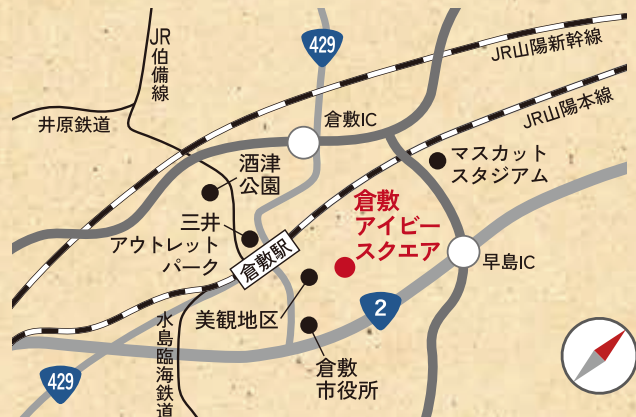 JR
伯備線
429
JR山陽新幹線
井原鉄道
倉敷IC
JR山陽本線
酒津
公園
マスカット
スタジアム
三井
アウトレット
パーク
倉敷
アイビー
スクエア
倉敷駅
早島IC
美観地区
2
水島臨海鉄道
倉敷
市役所
429